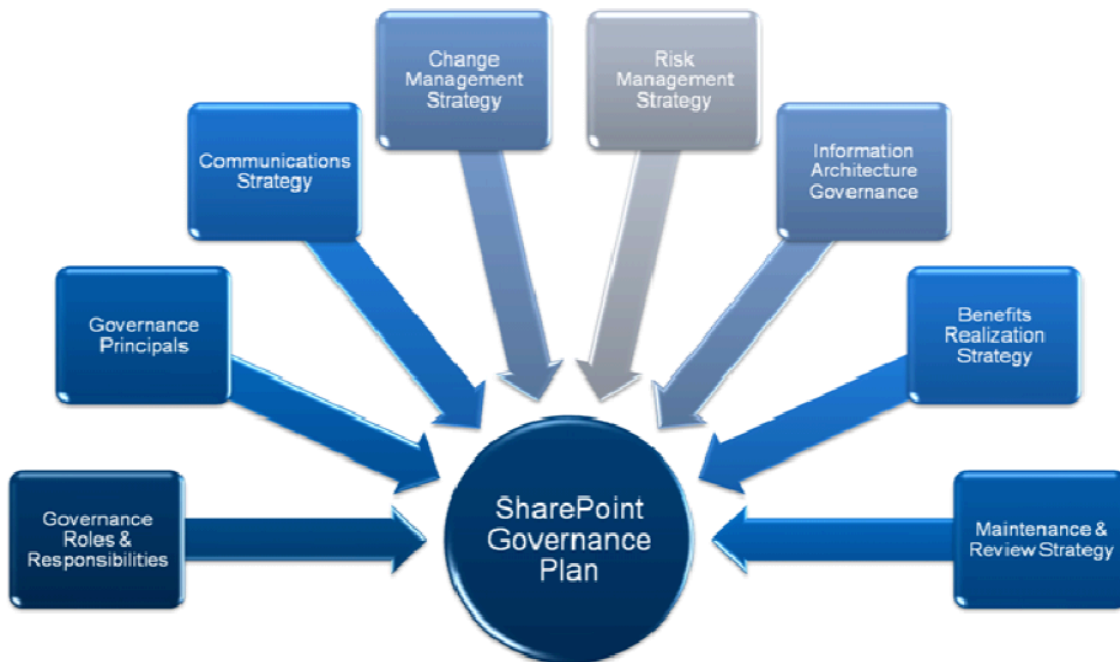 Change
Management
Strategy
Risk
Management
Strategy
Communications
Strategy
Information
Architecture
Governance
Governance
Principals
Benefits
Realization
Strategy
Governance
Roles &
Responsibilities
SharePoint
Governance
Plan
Maintenance &
Review Strategy